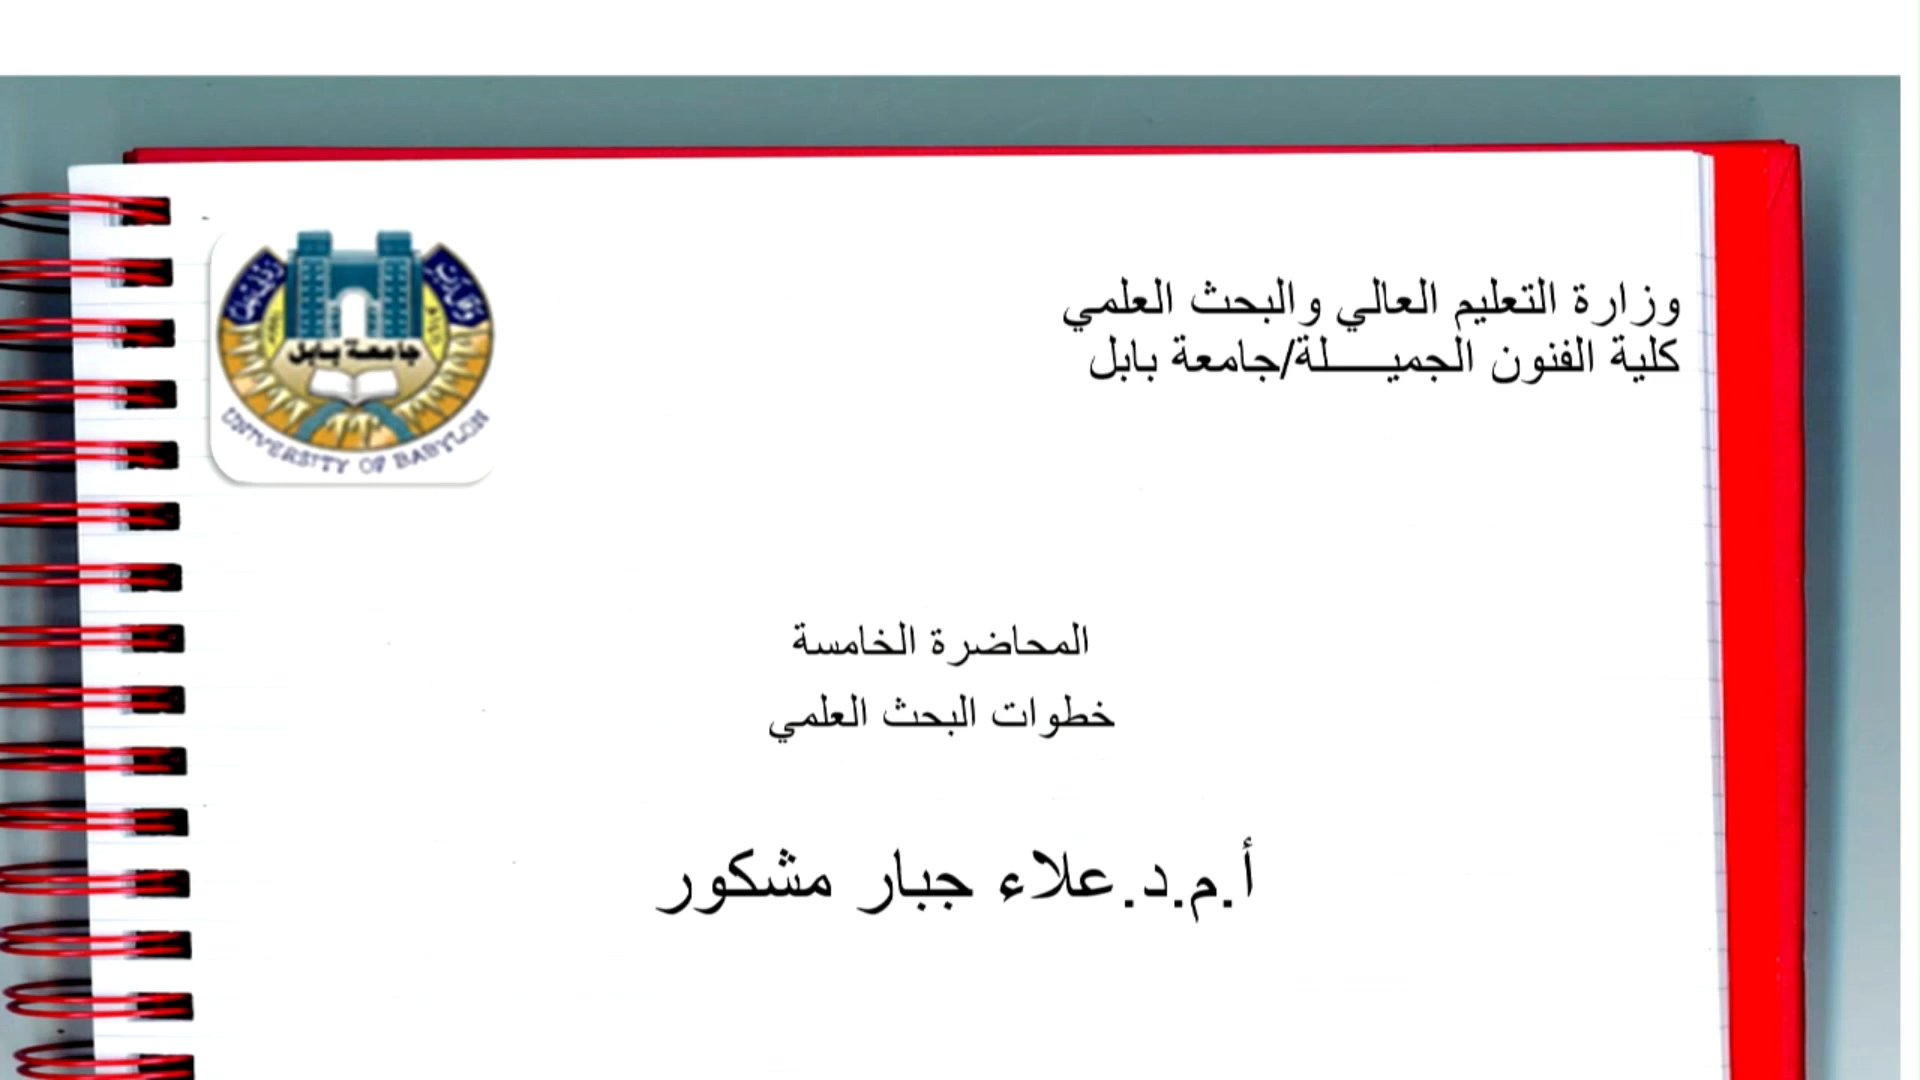 وزارة التعليم العالي والبحث العلمي
كلية الفنون الجميـــــلة/جامعة بابل
جامعة بابل
UNIVERSITY OF BABYLON
المحاضرة الخامسة
خطوات البحث العلمي
أ.م.د.علاء جبار مشكور